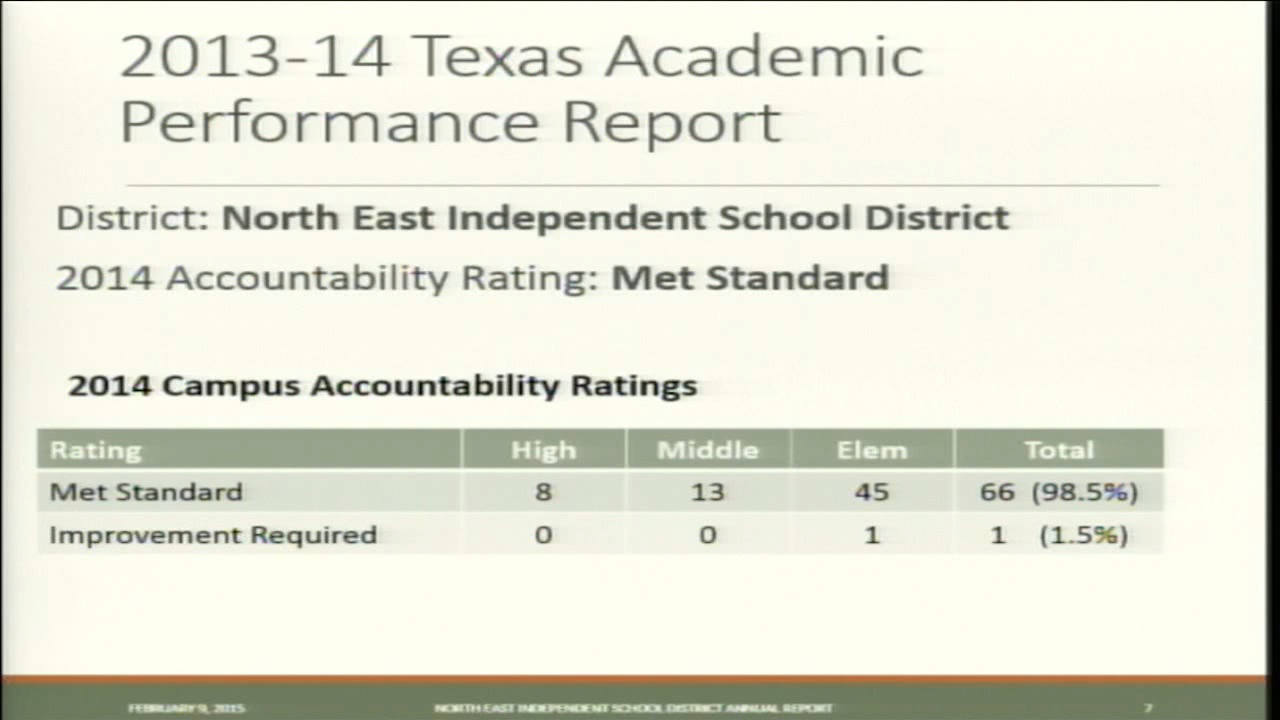 2013-14 Texas Academic
Performance Report
District: North East Independent School District
2014 Accountability Rating: Met Standard
2014 Campus Accountability Ratings
Rating High Middle Elem Total
Met Standard 8 13 45 66 (98.5%)
Improvement Required 0 0 1 1 (1.5%)
FEBRUARY 9, 2015 NORTH EAST INDEPENDENT SCHOOL DISTRICT ANNUAL REPORT 7